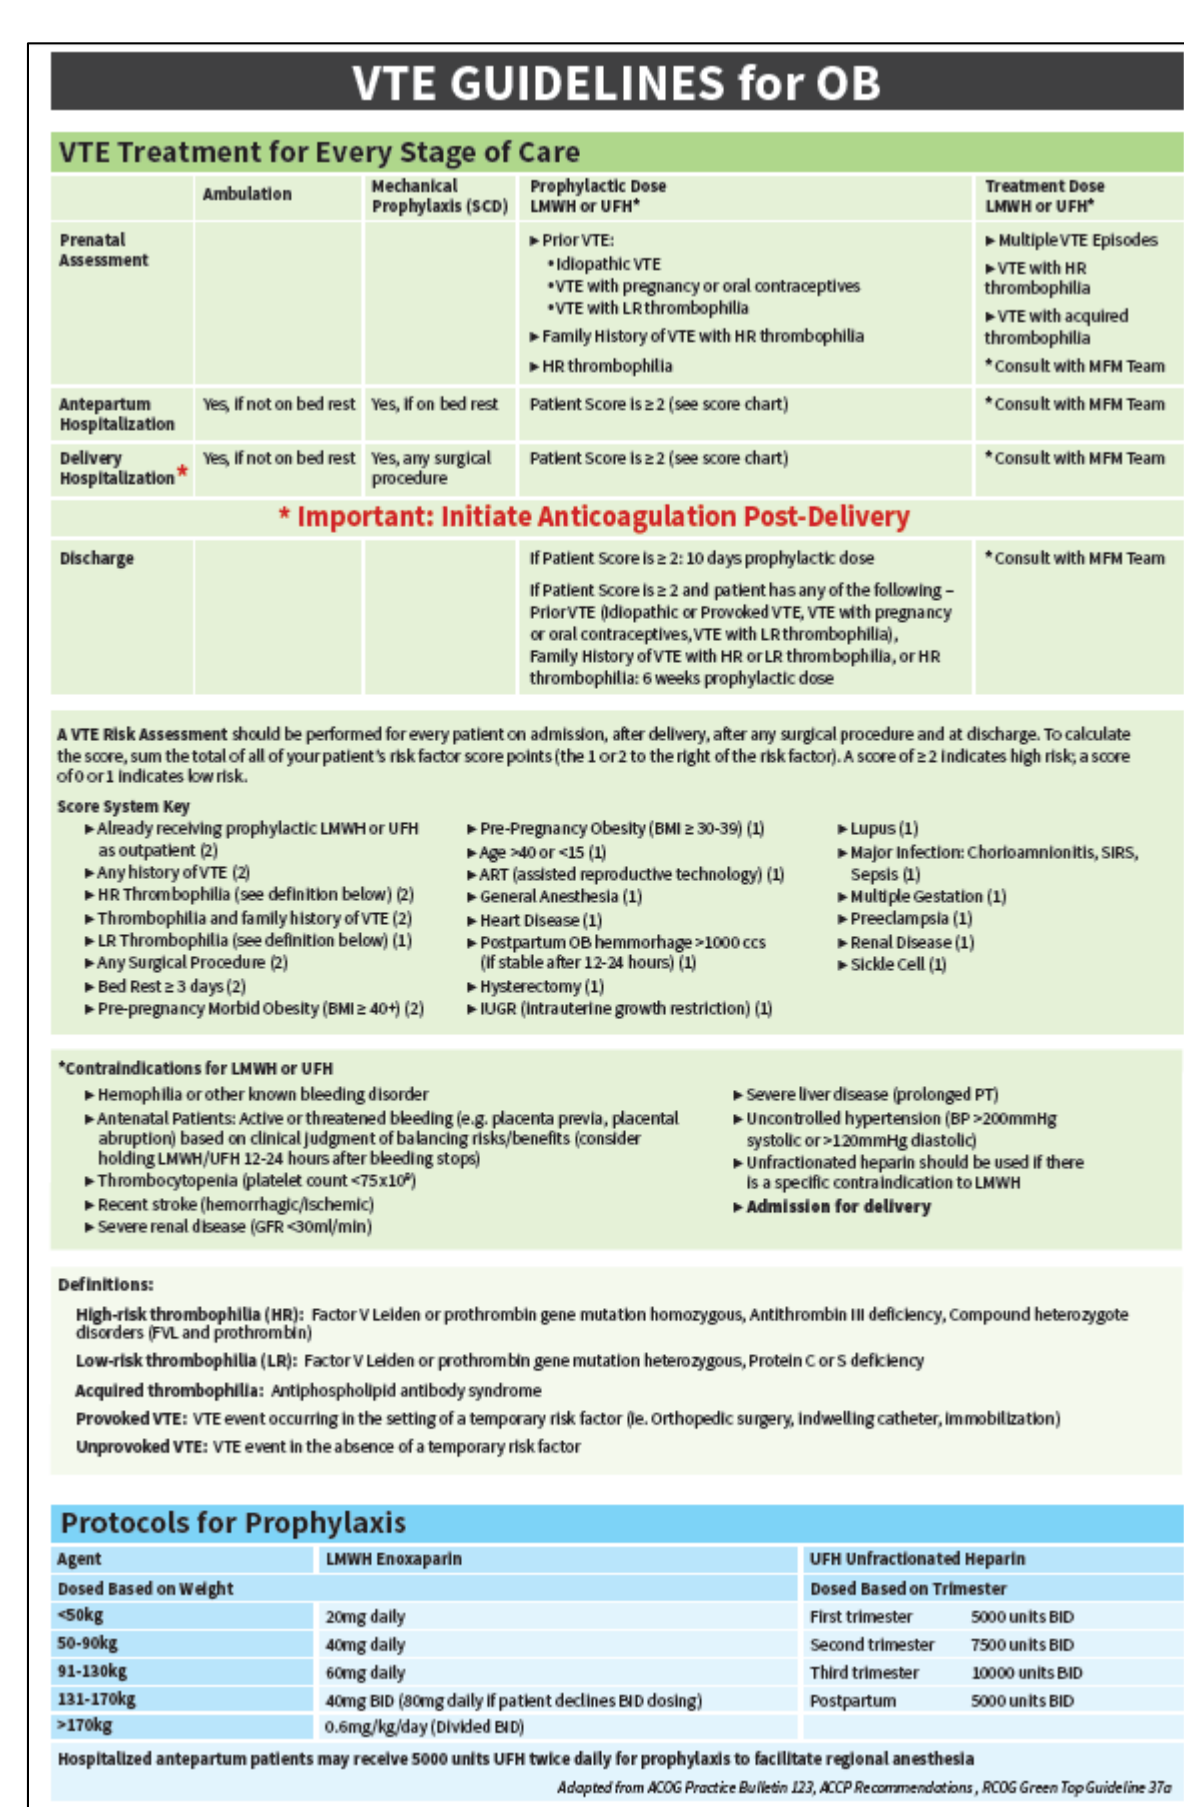 VTE GUIDELINES for OB
VTE Treatment for Every Stage of Care
Ambulation
Mechanical
Prophylaxis (SCD)
Prophylactic Dose
LMWH or UFH*
Treatment Dose
LMWH or UFH*
Prenatal
Assessment
►Prior VTE:
•Idiopathic VTE
•VTE with pregnancy or oral contraceptives
•VTE with LR thrombophilia
►Family History of VTE with HR thrombophilia
►HR thrombophilia
►Multiple VTE Episodes
►VTE with HR
thrombophilia
►VTE with acquired
thrombophilia
*Consult with MFM Team
Antepartum
Hospitalization
Yes, if not on bed rest
Yes, if on bed rest
Patient Score is ≥ 2 (see score chart)
*Consult with MFM Team
Delivery
Hospitalization*
Yes, if not on bed rest
Yes, any surgical
procedure
Patient Score is ≥ 2 (see score chart)
*Consult with MFM Team
* Important: Initiate Anticoagulation Post-Delivery
Discharge
If Patient Score is ≥ 2: 10 days prophylactic dose
If Patient Score is ≥ 2 and patient has any of the following –
Prior VTE (Idiopathic or Provoked VTE, VTE with pregnancy
or oral contraceptives, VTE with LR thrombophilia),
Family History of VTE with HR or LR thrombophilia, or HR
thrombophilia: 6 weeks prophylactic dose
*Consult with MFM Team
A VTE Risk Assessment should be performed for every patient on admission, after delivery, after any surgical procedure and at discharge. To calculate
the score, sum the total of all of your patient's risk factor score points (the 1 or 2 to the right of the risk factor). A score of ≥ 2 indicates high risk; a score
of 0 or 1 indicates low risk.
Score System Key
►Already receiving prophylactic LMWH or UFH
as outpatient (2)
►Any history of VTE (2)
►HR Thrombophilia (see definition below) (2)
►Thrombophilia and family history of VTE (2)
►LR Thrombophilia (see definition below) (1)
►Any Surgical Procedure (2)
►Bed Rest ≥ 3 days (2)
►Pre-pregnancy Morbid Obesity (BMI ≥ 40+) (2)
►Pre-Pregnancy Obesity (BMI ≥ 30-39) (1)
►Age >40 or <15 (1)
►ART (assisted reproductive technology) (1)
►General Anesthesia (1)
►Heart Disease (1)
►Postpartum OB hemmorhage >1000 ccs
(if stable after 12-24 hours) (1)
►Hysterectomy (1)
►IUGR (intrauterine growth restriction) (1)
►Lupus (1)
►Major Infection: Chorioamnionitis, SIRS,
Sepsis (1)
►Multiple Gestation (1)
►Preeclampsia (1)
►Renal Disease (1)
►Sickle Cell (1)
*Contraindications for LMWH or UFH
►Hemophilia or other known bleeding disorder
►Antenatal Patients: Active or threatened bleeding (e.g. placenta previa, placental
abruption) based on clinical judgment of balancing risks/benefits (consider
holding LMWH/UFH 12-24 hours after bleeding stops)
►Thrombocytopenia (platelet count <75x10⁹)
►Recent stroke (hemorrhagic/ischemic)
►Severe renal disease (GFR <30ml/min)
►Severe liver disease (prolonged PT)
►Uncontrolled hypertension (BP >200mmHg
systolic or >120mmHg diastolic)
►Unfractionated heparin should be used if there
is a specific contraindication to LMWH
►Admission for delivery
Definitions:
High-risk thrombophilia (HR): Factor V Leiden or prothrombin gene mutation homozygous, Antithrombin III deficiency, Compound heterozygote
disorders (FVL and prothrombin)
Low-risk thrombophilia (LR): Factor V Leiden or prothrombin gene mutation heterozygous, Protein C or S deficiency
Acquired thrombophilia: Antiphospholipid antibody syndrome
Provoked VTE: VTE event occurring in the setting of a temporary risk factor (ie. Orthopedic surgery, indwelling catheter, immobilization)
Unprovoked VTE: VTE event in the absence of a temporary risk factor
Protocols for Prophylaxis
Agent LMWH Enoxaparin UFH Unfractionated Heparin
Dosed Based on Weight Dosed Based on Trimester
<50kg 20mg daily First trimester 5000 units BID
50-90kg 40mg daily Second trimester 7500 units BID
91-130kg 60mg daily Third trimester 10000 units BID
131-170kg 40mg BID (80mg daily if patient declines BID dosing) Postpartum 5000 units BID
>170kg 0.6mg/kg/day (Divided BID)
Hospitalized antepartum patients may receive 5000 units UFH twice daily for prophylaxis to facilitate regional anesthesia
Adapted from ACOG Practice Bulletin 123, ACCP Recommendations , RCOG Green Top Guideline 37a